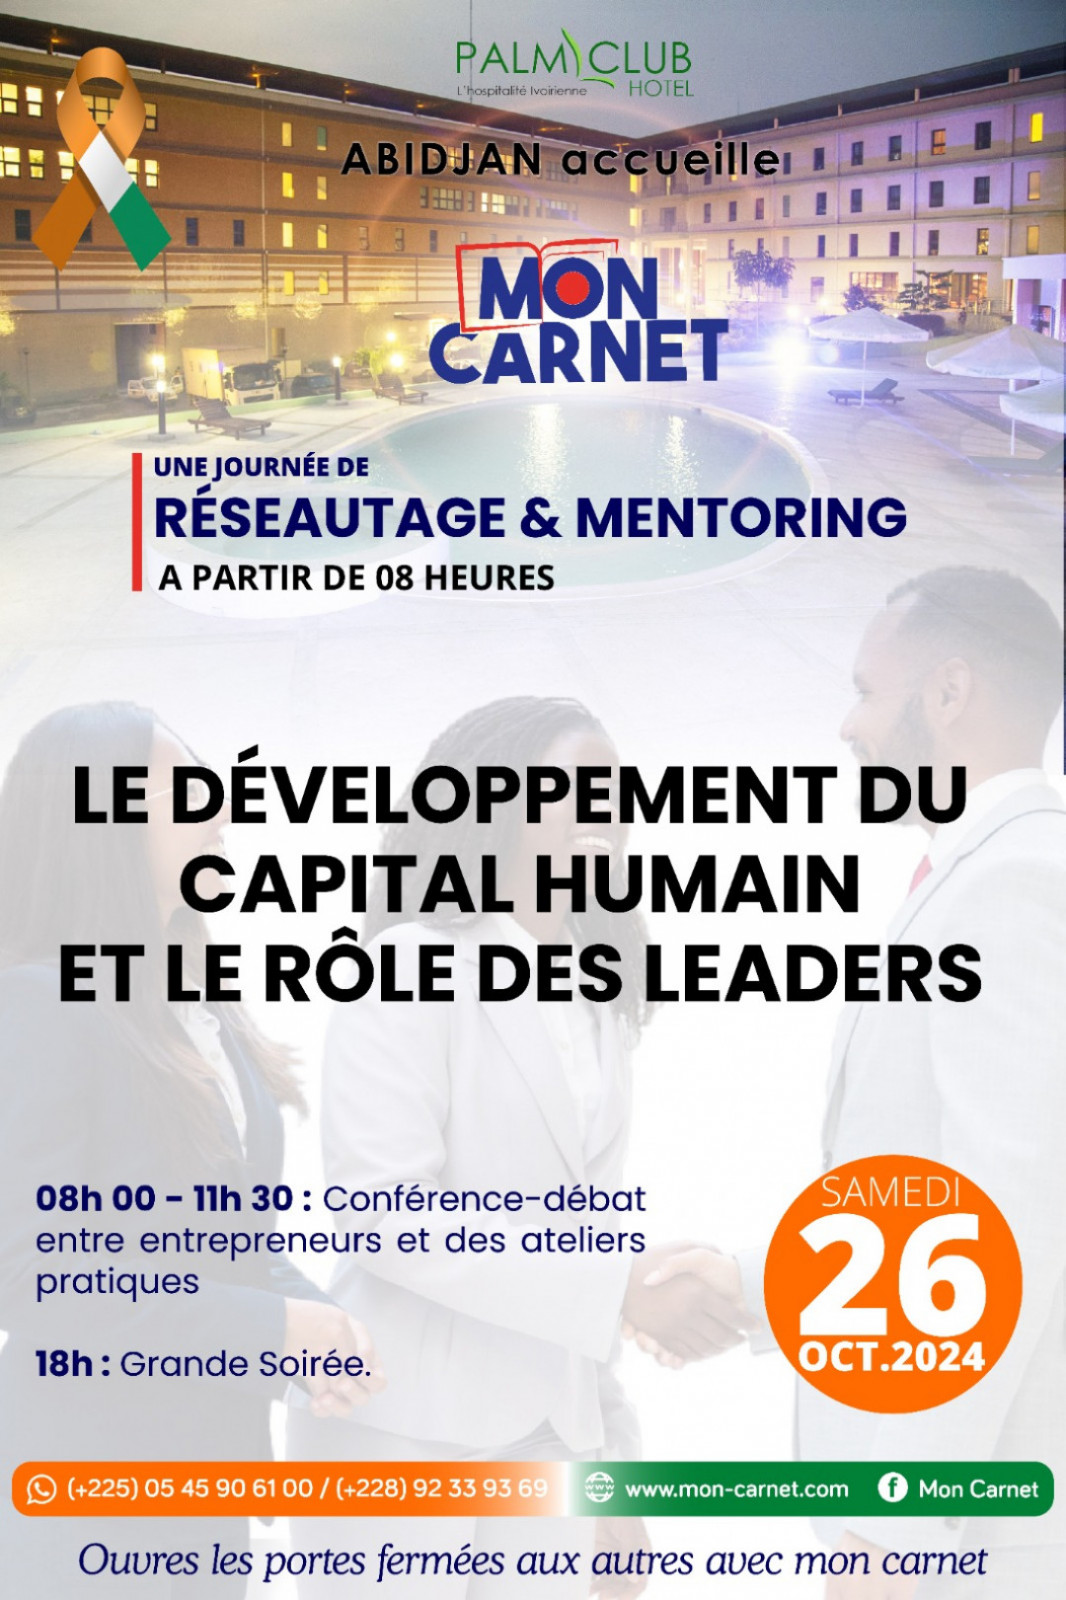 PALM CLUB
L'hospitalité Ivoirienne
HOTEL
ABIDJAN accueille
MON
CARNET
UNE JOURNÉE DE
RÉSEAUTAGE & MENTORING
A PARTIR DE 08 HEURES
LE DÉVELOPPEMENT DU
CAPITAL HUMAIN
ET LE RÔLE DES LEADERS
08h 00 - 11h 30 : Conférence-débat
entre entrepreneurs et des ateliers
pratiques
18h : Grande Soirée.
SAMEDI
26
OCT.2024
(+225) 05 45 90 61 00 / (+228) 92 33 93 69
www.mon-carnet.com
Mon Carnet
Ouvres les portes fermées aux autres avec mon carnet